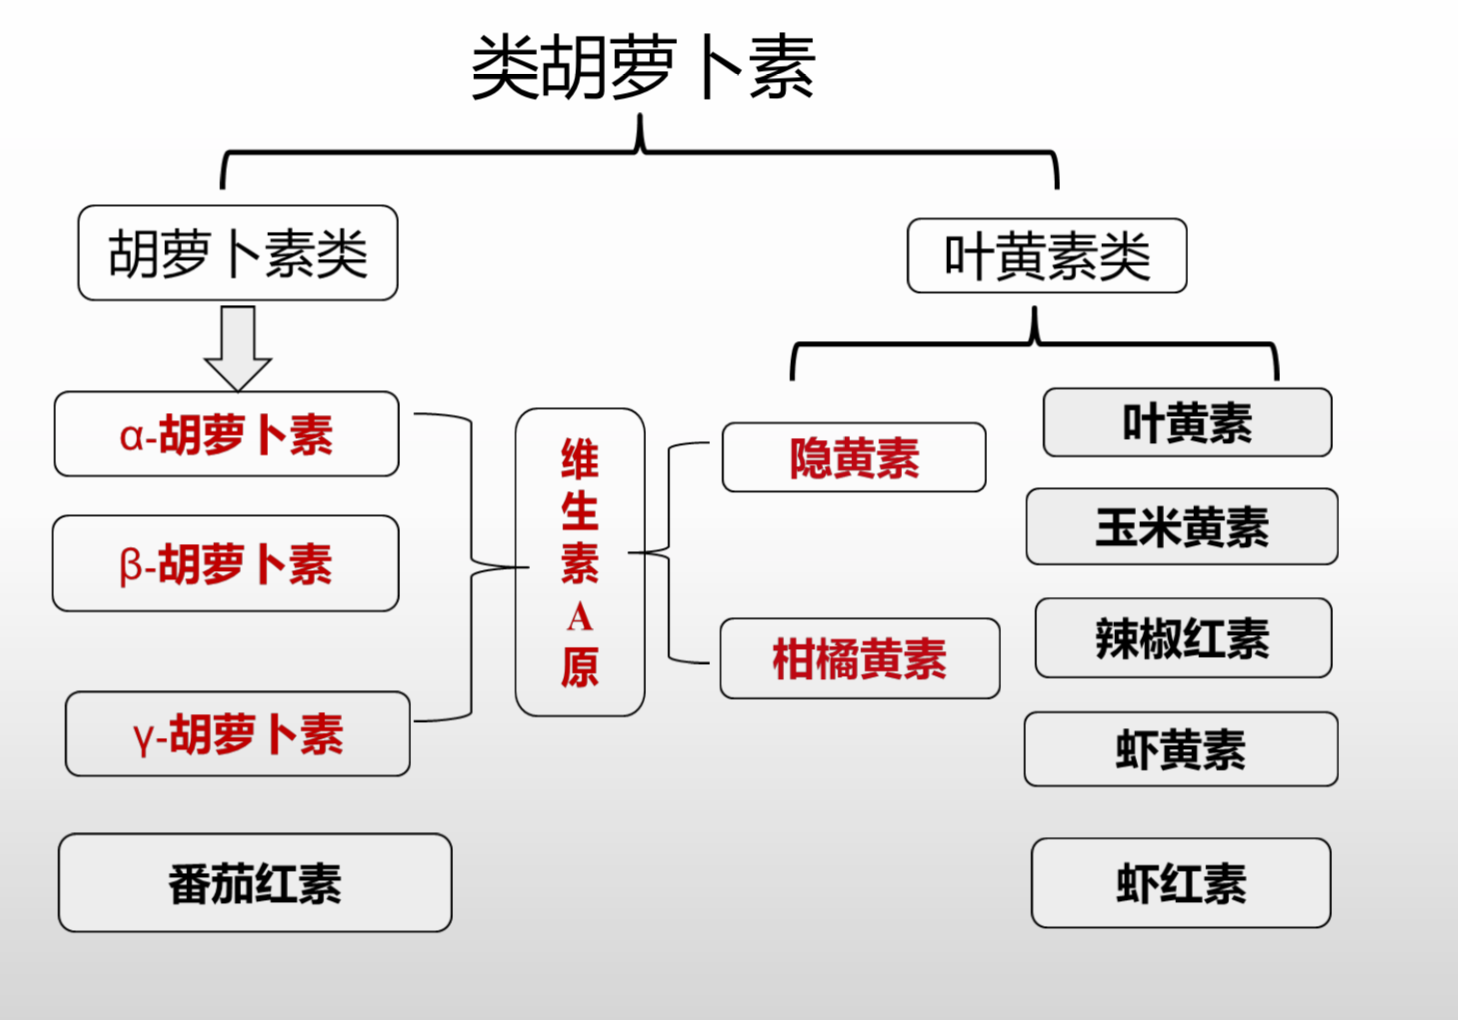 类胡萝卜素
胡萝卜素类
叶黄素类
α-胡萝卜素
β-胡萝卜素
γ-胡萝卜素
番茄红素
维
生
素
A
原
隐黄素
柑橘黄素
叶黄素
玉米黄素
辣椒红素
虾黄素
虾红素